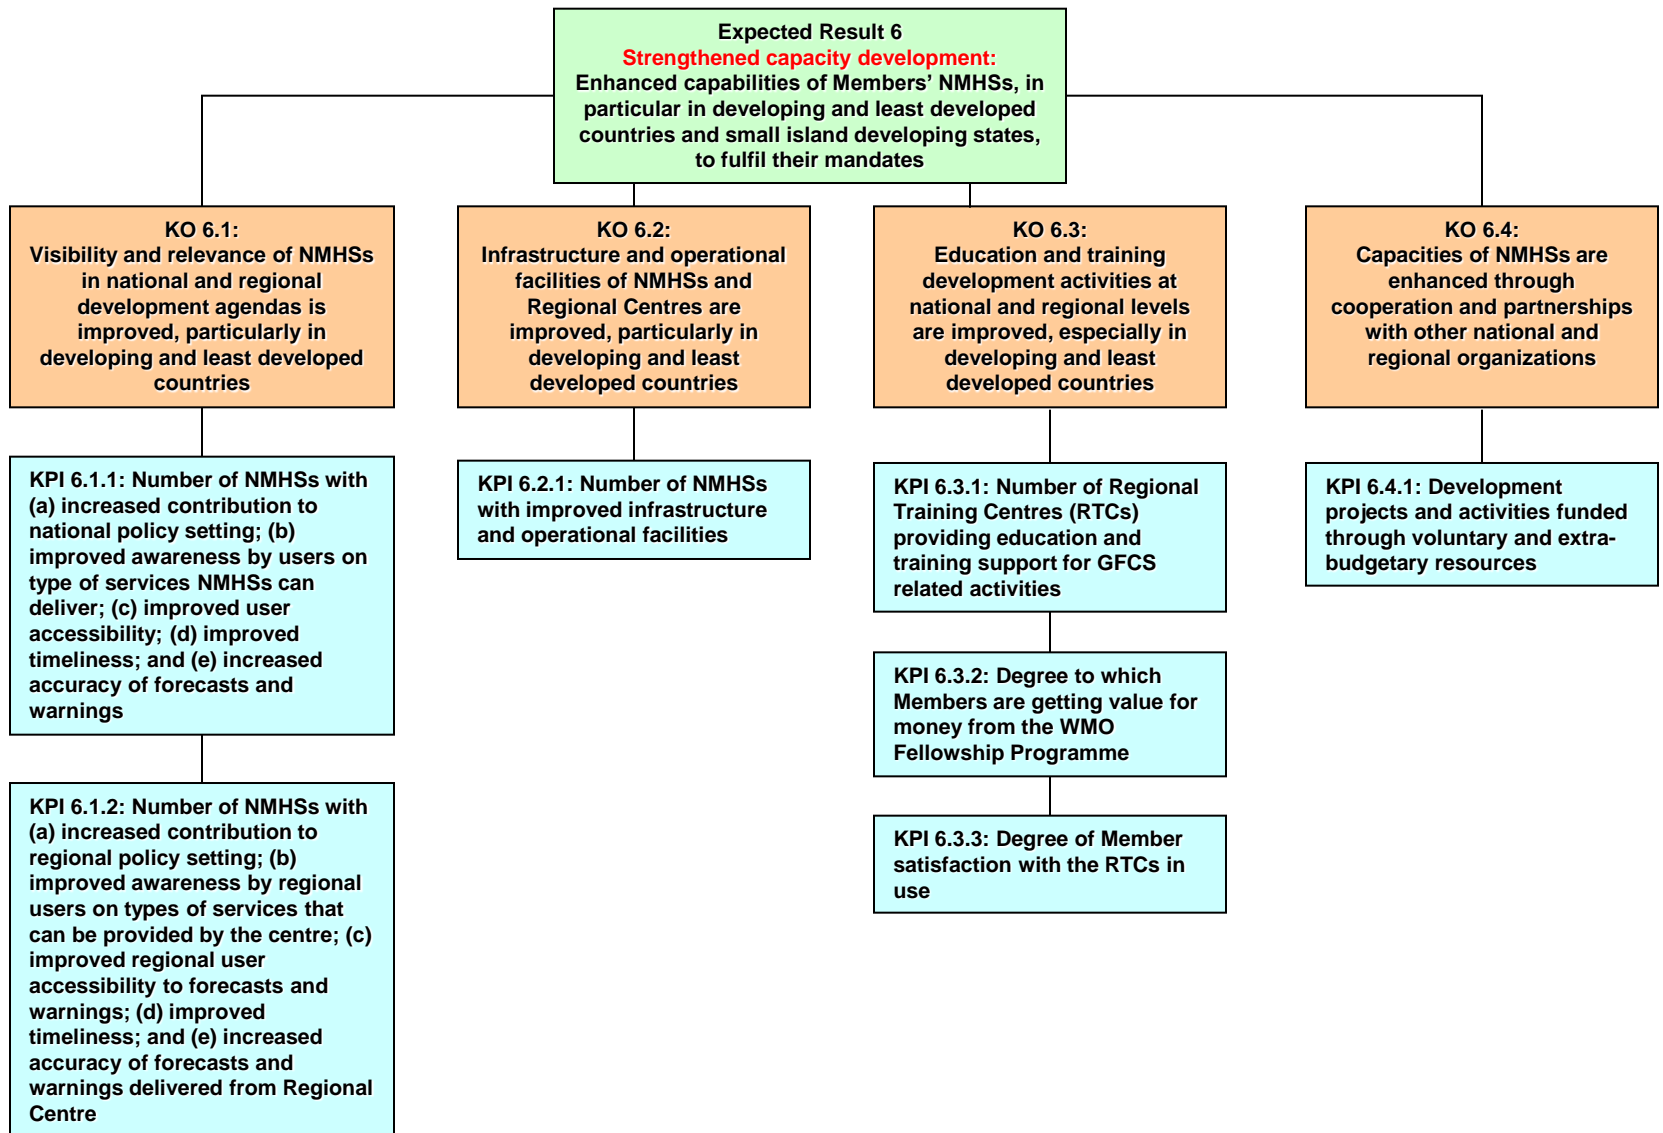 Expected Result 6
Strengthened capacity development:
Enhanced capabilities of Members’ NMHSs, in
particular in developing and least developed
countries and small island developing states,
to fulfil their mandates
KO 6.1:
Visibility and relevance of NMHSs
in national and regional
development agendas is
improved, particularly in
developing and least developed
countries
KO 6.2:
Infrastructure and operational
facilities of NMHSs and
Regional Centres are
improved, particularly in
developing and least
developed countries
KO 6.3:
Education and training
development activities at
national and regional levels
are improved, especially in
developing and least
developed countries
KO 6.4:
Capacities of NMHSs are
enhanced through
cooperation and partnerships
with other national and
regional organizations
KPI 6.1.1: Number of NMHSs with
(a) increased contribution to
national policy setting; (b)
improved awareness by users on
type of services NMHSs can
deliver; (c) improved user
accessibility; (d) improved
timeliness; and (e) increased
accuracy of forecasts and
warnings
KPI 6.1.2: Number of NMHSs with
(a) increased contribution to
regional policy setting; (b)
improved awareness by regional
users on types of services that
can be provided by the centre; (c)
improved regional user
accessibility to forecasts and
warnings; (d) improved
timeliness; and (e) increased
accuracy of forecasts and
warnings delivered from Regional
Centre
KPI 6.2.1: Number of NMHSs
with improved infrastructure
and operational facilities
KPI 6.3.1: Number of Regional
Training Centres (RTCs)
providing education and
training support for GFCS
related activities
KPI 6.3.2: Degree to which
Members are getting value for
money from the WMO
Fellowship Programme
KPI 6.3.3: Degree of Member
satisfaction with the RTCs in
use
KPI 6.4.1: Development
projects and activities funded
through voluntary and extra-
budgetary resources